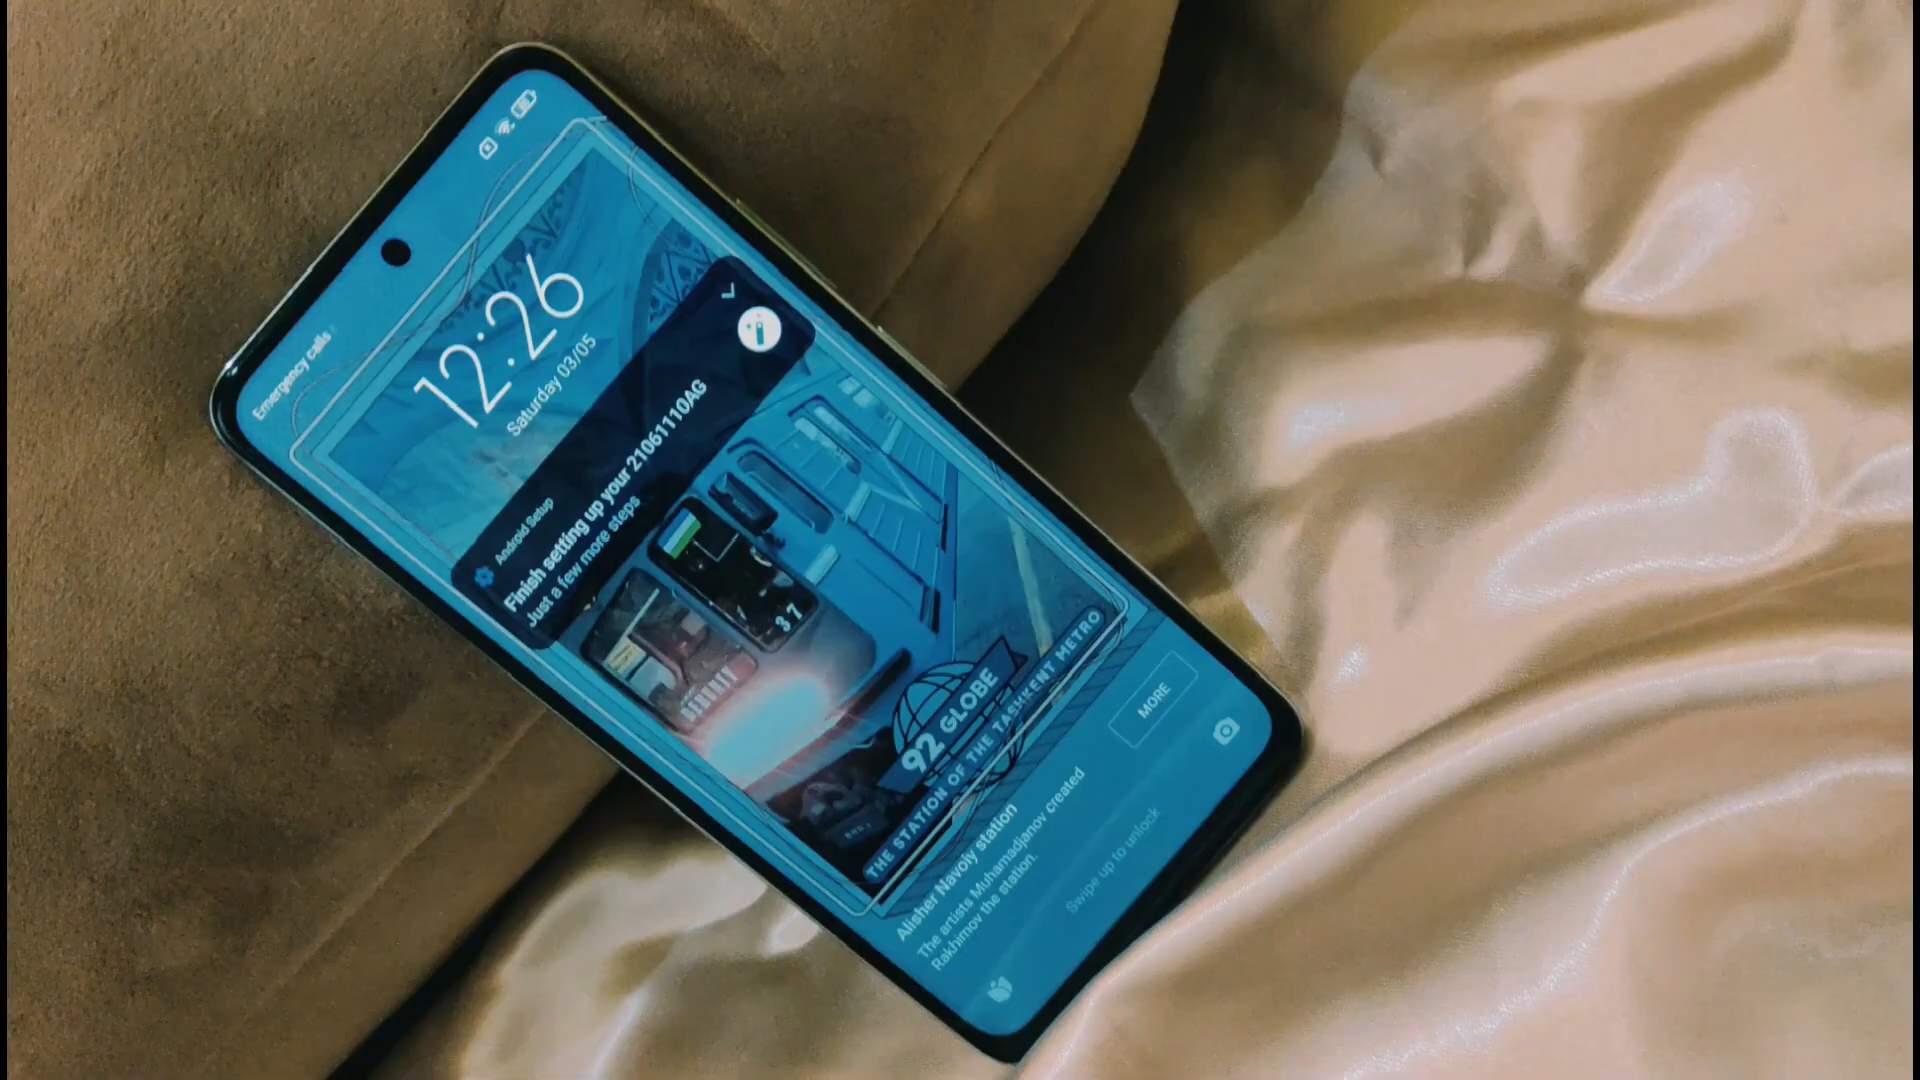 Emergency calls
12:26
Saturday 03/05
Android Setup
Finish setting up your 21061110AG
Just a few more steps
37
92 GLOBE
THE STATION OF THE TASHKENT METRO
Alisher Navoiy station
The artists Muhamadjanov created
Rakhimov the station.
MORE
Swipe up to unlock